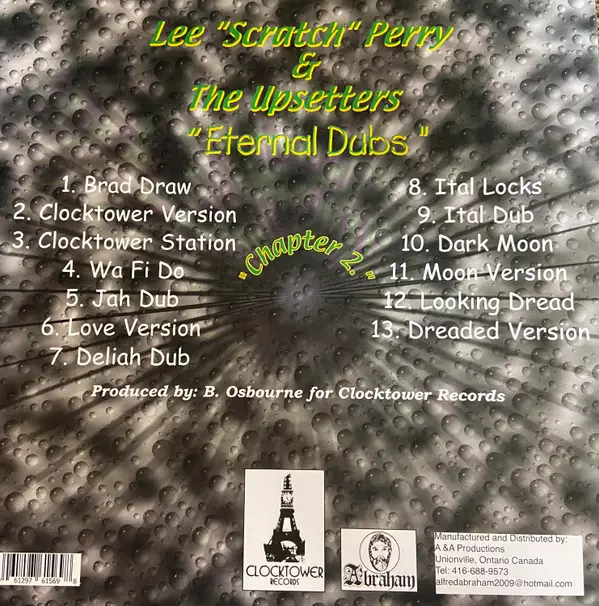 Lee "Scratch" Perry
&
The Upsetters
"Eternal Dubs"
1. Brad Draw
2. Clocktower Version
3. Clocktower Station
4. Wa Fi Do
5. Jah Dub
6. Love Version
7. Deliah Dub
"Chapter 2."
8. Ital Locks
9. Ital Dub
10. Dark Moon
11. Moon Version
12. Looking Dread
13. Dreaded Version
Produced by: B. Osbourne for Clocktower Records
61297 61569 8
CLOCKTOWER
RECORDS
Abraham
Manufactured and Distributed by:
A &A Productions
Unionville, Ontario Canada
Tel: 416-688-9573
alfredabraham2009@hotmail.com